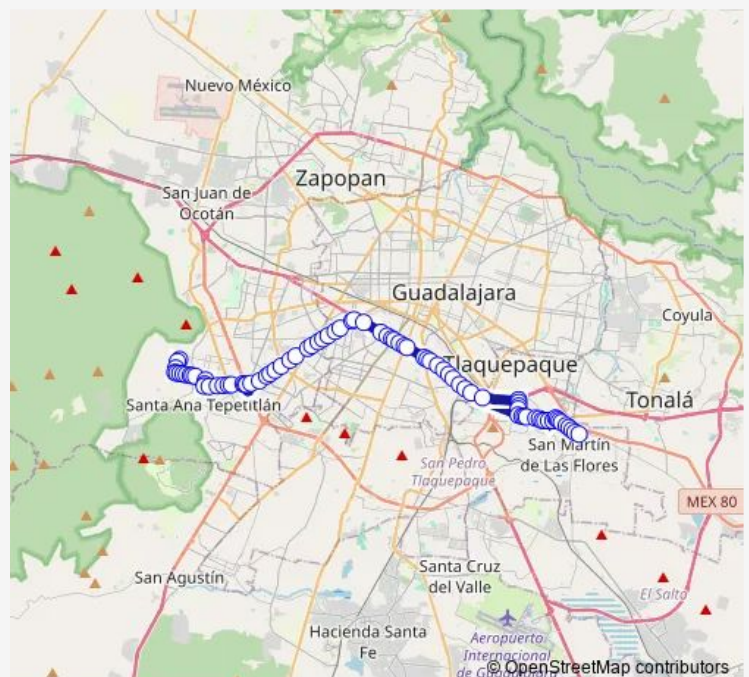 Nuevo México
Zapopan
San Juan de
Ocotán
Guadalajara
Coyula
Tlaquepaque
Tonalá
Santa Ana Tepetitlán
San Martín
de Las Flores
San Pedro
Tlaquepaque
MEX 80
Santa Cruz
del Valle
San Agustín
El Salto
Hacienda Santa
Fe
Aeropuerto
Internacional
de Guadalajara
© OpenStreetMap contributors